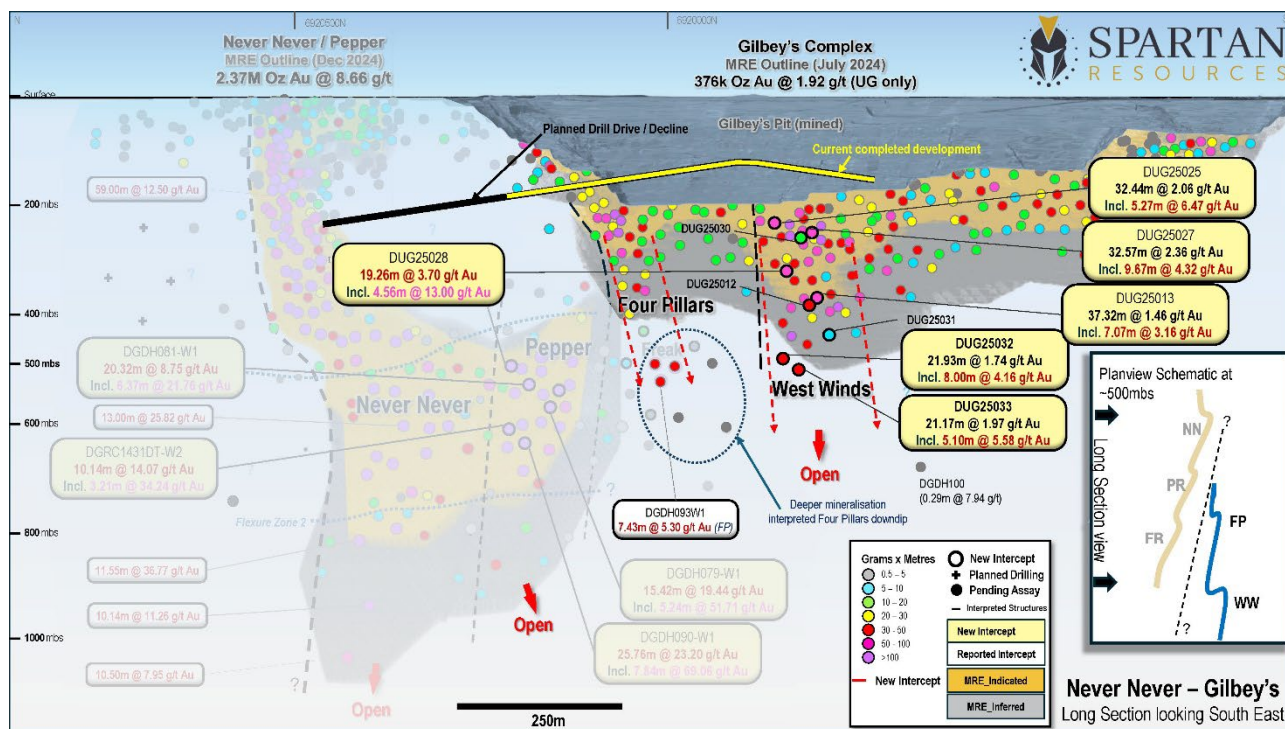 N
6920500N
6920000N
Never Never / Pepper
MRE Outline (Dec 2024)
2.37M Oz Au @ 8.66 g/t
Gilbey's Complex
MRE Outline (July 2024)
376k Oz Au @ 1.92 g/t (UG only)
SPARTAN
RESOURCES
Surface
Planned Drill Drive / Decline
Gilbey's Pit (mined)
Current completed development
59.00m @ 12.50 g/t Au
200 mbs
DUG25025
32.44m @ 2.06 g/t Au
Incl. 5.27m @ 6.47 g/t Au
DUG25030
DUG25027
32.57m @ 2.36 g/t Au
Incl. 9.67m @ 4.32 g/t Au
DUG25028
19.26m @ 3.70 g/t Au
Incl. 4.56m @ 13.00 g/t Au
DUG25012
DUG25013
37.32m @ 1.46 g/t Au
Incl. 7.07m @ 3.16 g/t Au
Four Pillars
400 mbs
DUG25031
DUG25032
21.93m @ 1.74 g/t Au
Incl. 8.00m @ 4.16 g/t Au
Pepper
Freak
500 mbs
DGDH081-W1
20.32m @ 8.75 g/t Au
Incl. 6.37m @ 21.76 g/t Au
West Winds
DUG25033
21.17m @ 1.97 g/t Au
Incl. 5.10m @ 5.58 g/t Au
Never Never
13.00m @ 25.62 g/t Au
600 mbs
DGRC1431DT-W2
10.14m @ 14.07 g/t Au
Incl. 3.21m @ 34.24 g/t Au
Open
DGDH100
(0.29m @ 7.94 g/t)
?
DGDH093W1
7.43m @ 5.30 g/t Au (FP)
Deeper mineralisation
interpreted Four Pillars downdip
Flexure Zone 2
800 mbs
11.55m @ 36.77 g/t Au
DGDH079-W1
15.42m @ 19.44 g/t Au
Incl. 5.24m @ 51.71 g/t Au
10.14m @ 11.26 g/t Au
Open
1000 mbs
DGDH090-W1
25.76m @ 23.20 g/t Au
Incl. 7.84m @ 69.06 g/t Au
10.50m @ 7.95 g/t Au
?
?
Open
250m
Planview Schematic at
~500mbs
Long Section view
NN
?
PR
FR
FP
WW
?
Grams x Metres
0.5 – 5
5 – 10
10 – 20
20 – 30
30 - 50
50 - 100
>100
New Intercept
New Intercept
Planned Drilling
Pending Assay
Interpreted Structures
New Intercept
Reported Intercept
MRE_Indicated
MRE_Inferred
Never Never – Gilbey's
Long Section looking South East